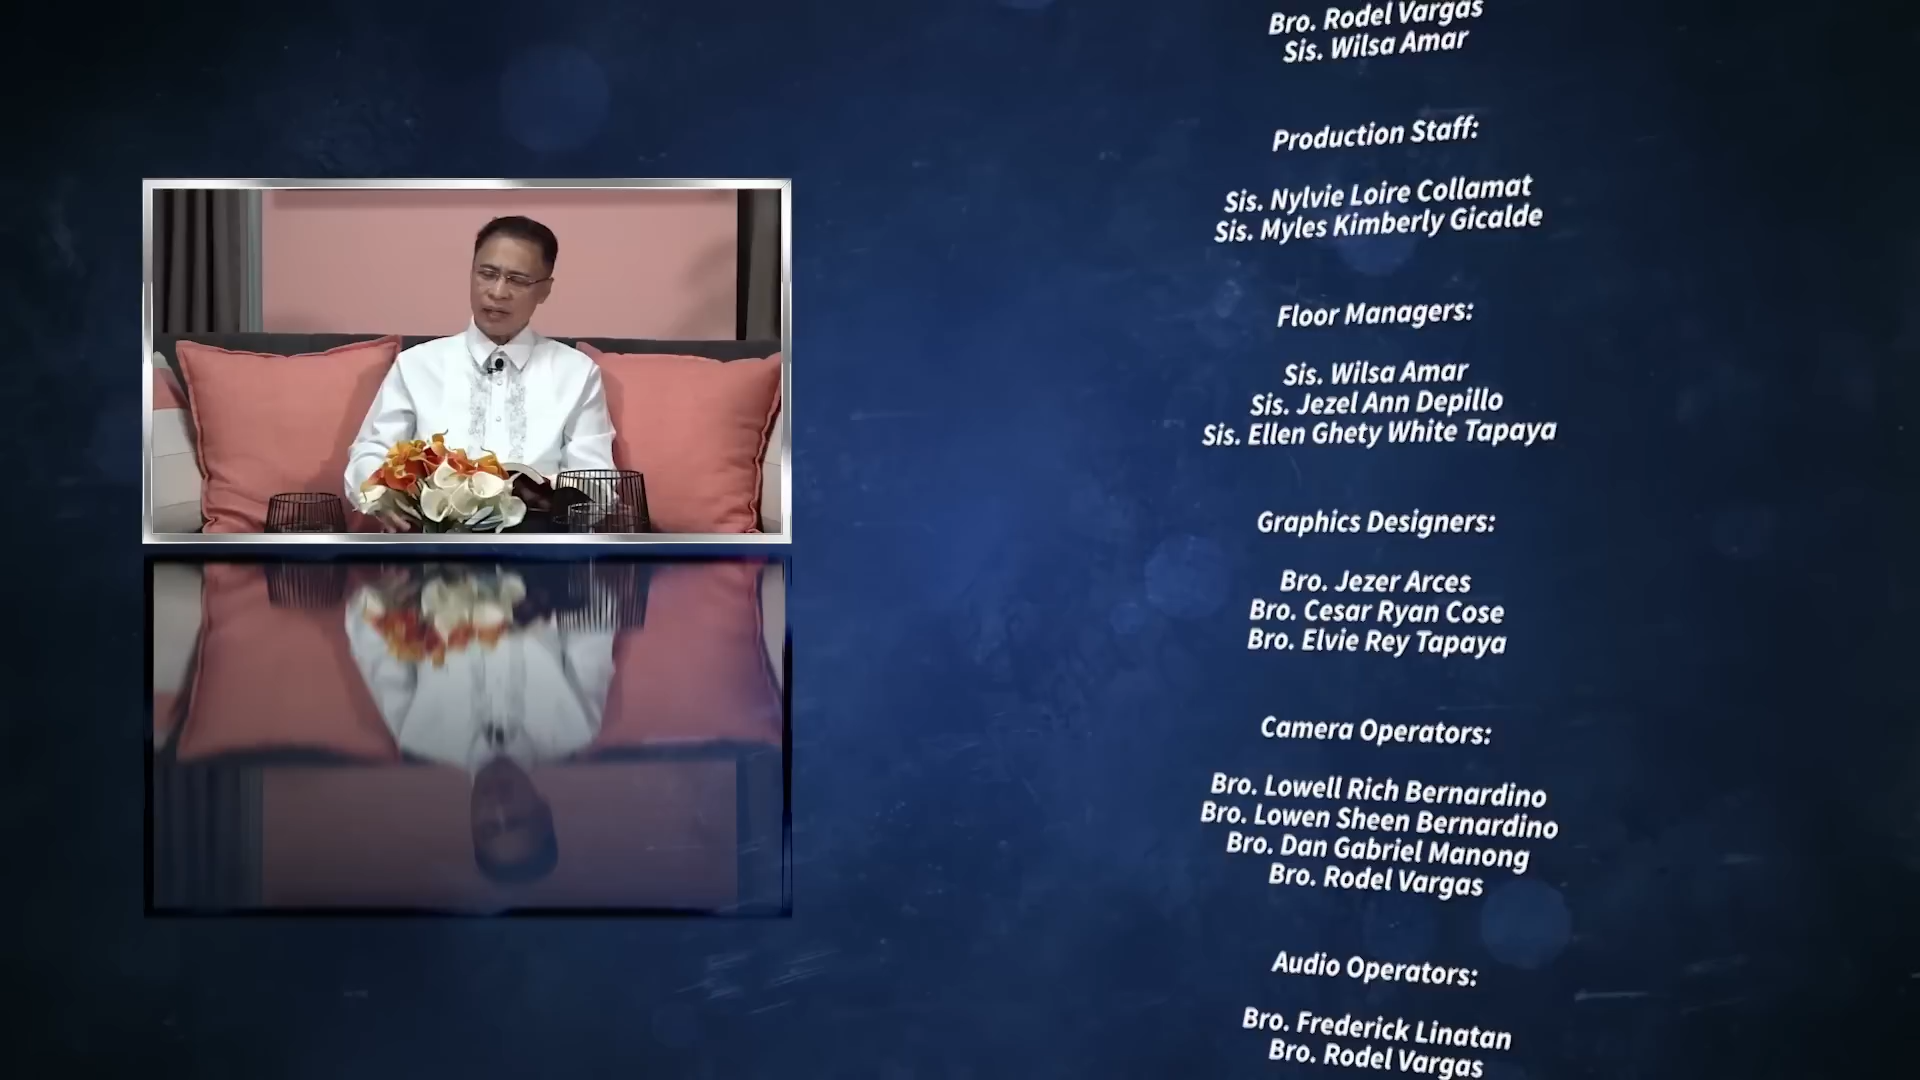 Bro. Rodel Vargas
Sis. Wilsa Amar
Production Staff:
Sis. Nylvie Loire Collamat
Sis. Myles Kimberly Gicalde
Floor Managers:
Sis. Wilsa Amar
Sis. Jezel Ann Depillo
Sis. Ellen Ghety White Tapaya
Graphics Designers:
Bro. Jezer Arces
Bro. Cesar Ryan Cose
Bro. Elvie Rey Tapaya
Camera Operators:
Bro. Lowell Rich Bernardino
Bro. Lowen Sheen Bernardino
Bro. Dan Gabriel Manong
Bro. Rodel Vargas
Audio Operators:
Bro. Frederick Linatan
Bro. Rodel Vargas